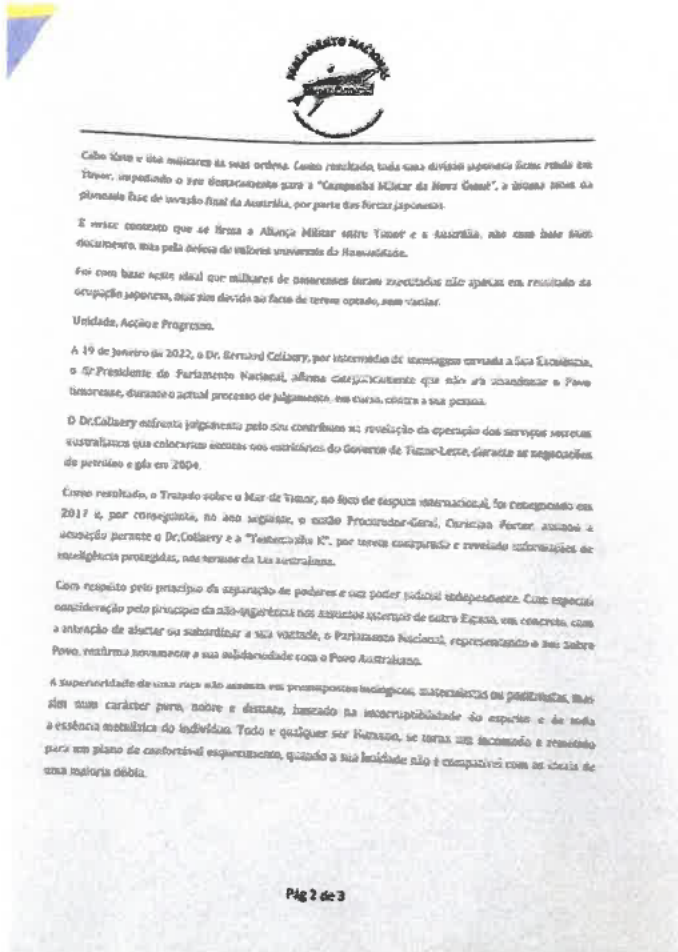 PARLAMENTO NACIONAL
militares às suas ordens. Como resultado, toda uma divisão japonesa ficou retida em
Timor, impedindo o seu destacamento para a "Campanha Militar da Nova Guiné", a
planeada fase de invasão final da Austrália, por parte das forças japonesas.
É nesse contexto que se firma a Aliança Militar entre Timor e a Austrália, não com base
documento, mas pela defesa de valores universais da Humanidade.
Foi com base neste ideal que milhares de timorenses foram executados não apenas em resultado da
ocupação japonesa, mas sim devido ao facto de terem optado, sem vacilar.
Unidade, Acção e Progresso.
A 19 de Janeiro de 2022, o Dr. Bernard Collaery, por intermédio de mensagem enviada a Sua Excelência,
o Sr.Presidente do Parlamento Nacional, afirma categoricamente que não irá abandonar o Povo
timorense, durante o actual processo de julgamento, em curso, contra a sua pessoa.
O Dr.Collaery enfrenta julgamento pelo seu contributo na revelação da operação dos serviços secretos
australianos que colocaram escutas nos escritórios do Governo de Timor-Leste, durante as negociações
do petróleo e gás em 2004.
Como resultado, o Tratado sobre o Mar de Timor, no foco de disputa internacional, foi renegociado em
2017 e, por conseguinte, no ano seguinte, o então Procurador-Geral, Christian Porter, a
acusação perante o Dr.Collaery e a "Testemunha K", por terem conspirado e revelado informações de
inteligência protegidas, nos termos da Lei australiana.
Com respeito pelo princípio da separação de poderes e um poder judicial independente. Com especial
consideração pelo princípio da não-ingerência nos assuntos internos de outro Estado, em concreto, com
a intenção de afectar ou subordinar a sua vontade, o Parlamento Nacional, representando o seu nobre
Povo, reafirma novamente a sua solidariedade com o Povo Australiano.
A superioridade de uma raça não assenta em pressupostos biológicos, materialistas ou positivistas, mas
sim num carácter puro, nobre e distinto, baseado na incorruptibilidade do espírito e de toda
a essência metafísica do indivíduo. Todo e qualquer ser Humano, se torna um incómodo e remetido
para um plano de confortável esquecimento, quando a sua lealdade não é compatível com os ideais de
uma maioria dúbia.
Pág 2 de 3